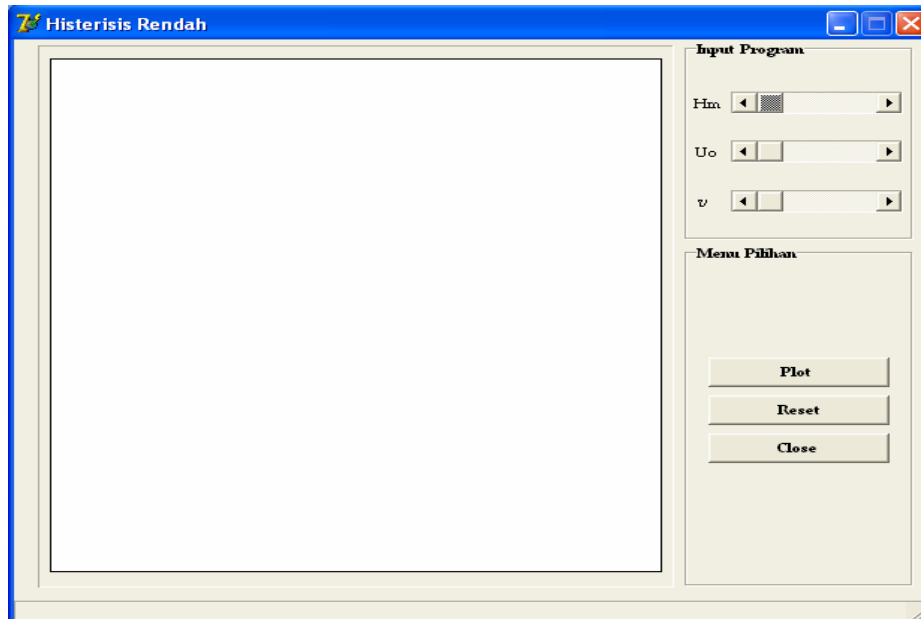 Histerisis Rendah
Input Program
Hm
Uo
v
Menu Pilihan
Plot
Reset
Close